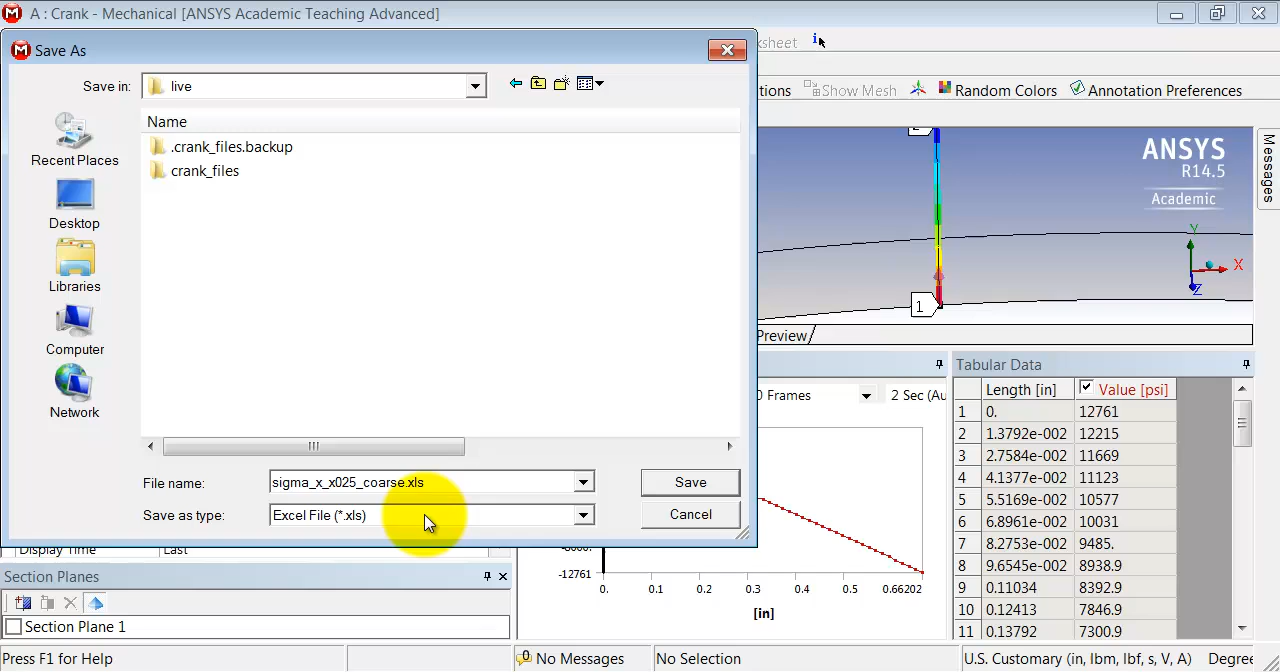 A : Crank - Mechanical [ANSYS Academic Teaching Advanced]
Save As
ksheet
Save in:
live
tions
Show Mesh
Random Colors
Annotation Preferences
Name
.crank_files.backup
crank_files
Recent Places
Desktop
Libraries
Computer
Network
ANSYS
R14.5
Academic
Messages
Y
X
Z
1
Preview
File name:
sigma_x_x025_coarse.xls
Save
Save as type:
Excel File (*.xls)
Cancel
0 Frames
2 Sec (Au
Tabular Data
Length [in]
Value [psi]
1 0. 12761
2 1.3792e-002 12215
3 2.7584e-002 11669
4 4.1377e-002 11123
5 5.5169e-002 10577
6 6.8961e-002 10031
7 8.2753e-002 9485.
8 9.6545e-002 8938.9
9 0.11034 8392.9
10 0.12413 7846.9
11 0.13792 7300.9
Display Time
Last
-8000.
-12761
0. 0.1 0.2 0.3 0.4 0.5 0.66202
[in]
Section Planes
Section Plane 1
Press F1 for Help
0 No Messages
No Selection
U.S. Customary (in, lbm, lbf, s, V, A)
Degree